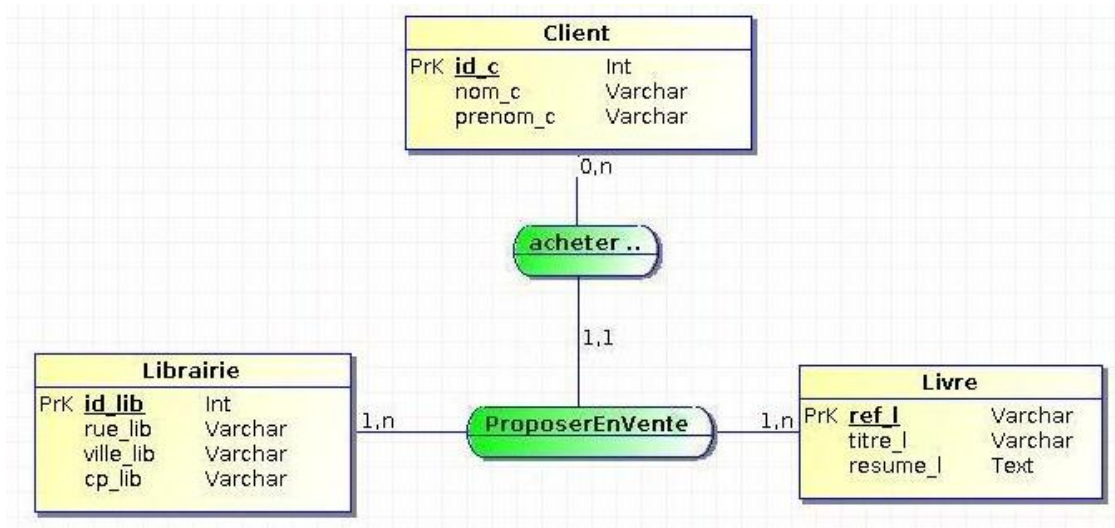 Client
PrK id_c Int
nom_c Varchar
prenom_c Varchar
0,n
acheter ..
1,1
Librairie
PrK id_lib Int
rue_lib Varchar
ville_lib Varchar
cp_lib Varchar
1,n
ProposerEnVente
1,n
Livre
PrK ref_l Varchar
titre_l Varchar
resume_l Text